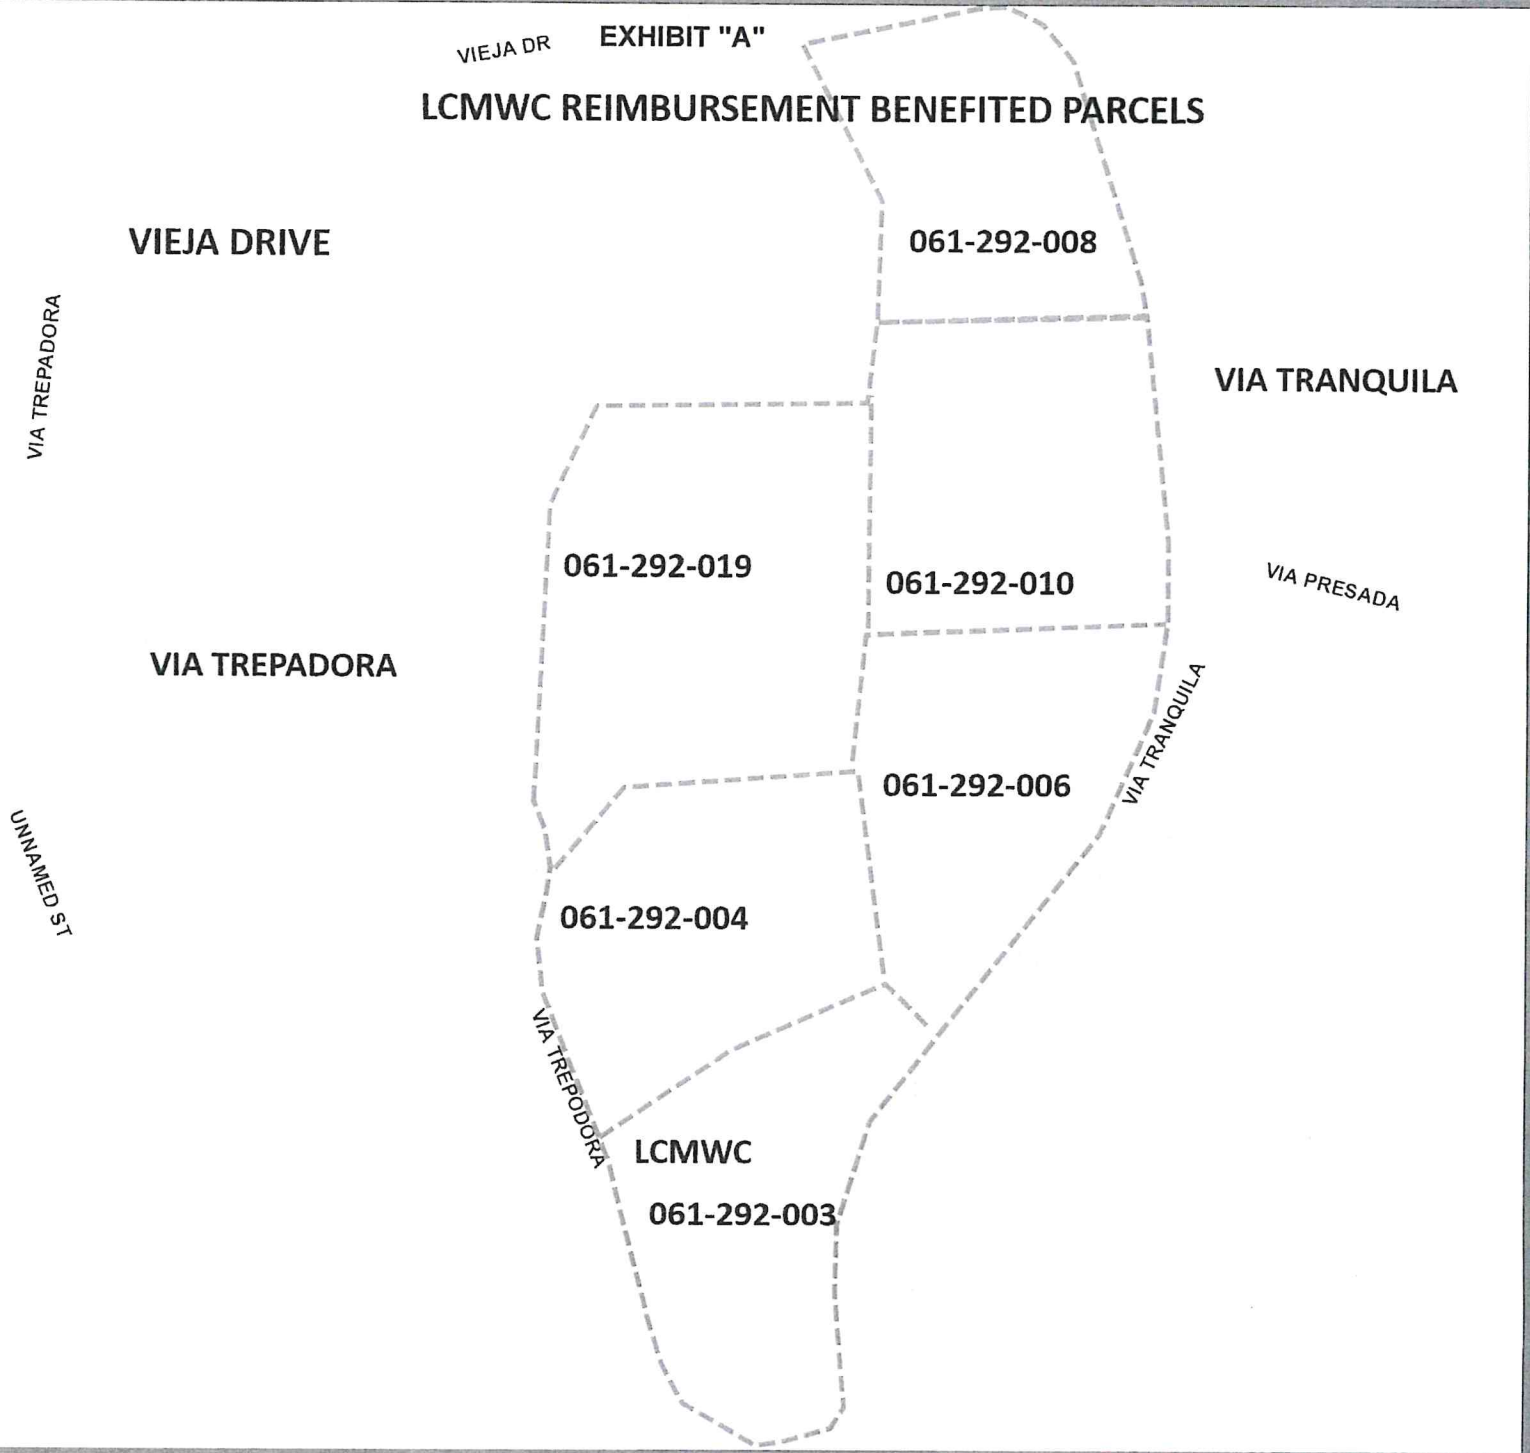 VIEJA DR
EXHIBIT "A"
LCMWC REIMBURSEMENT BENEFITED PARCELS
VIEJA DRIVE
061-292-008
VIA TREPADORA
VIA TRANQUILA
061-292-019
061-292-010
VIA PRESADA
VIA TREPADORA
VIA TRANQUILA
061-292-006
UNNAMED ST
061-292-004
VIA TREPODORA
LCMWC
061-292-003